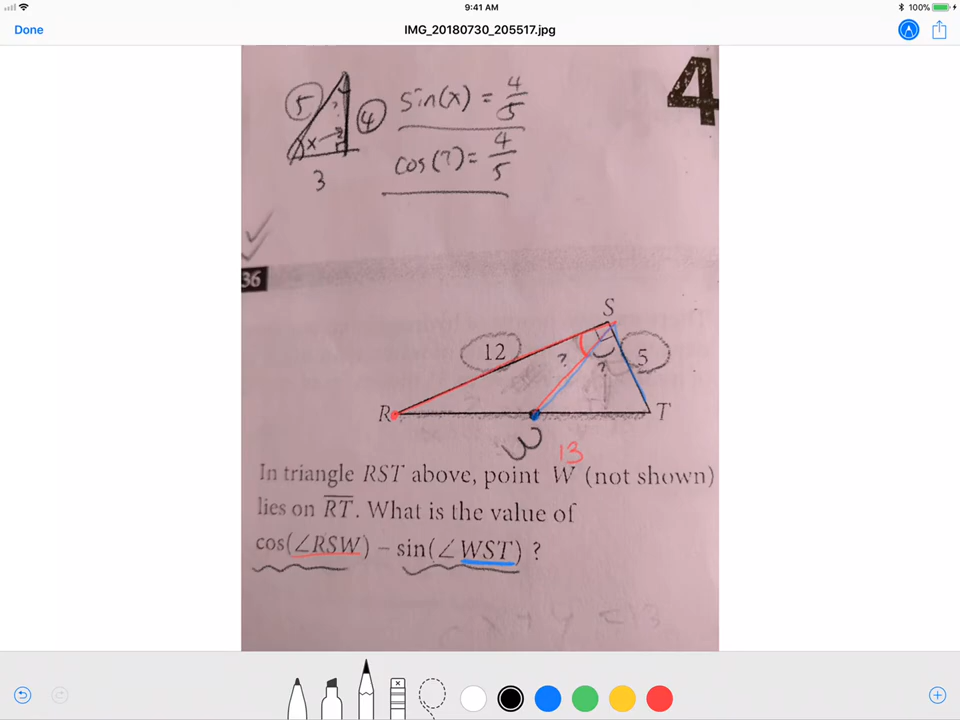 9:41 AM
100%
Done
IMG_20180730_205517.jpg
4
5
4
x
3
sin(x) = 4/5
cos(?) = 4/5
36
S
12
?
?
5
R
T
W
13
In triangle RST above, point W (not shown)
lies on RT. What is the value of
cos(∠RSW) – sin(∠WST) ?